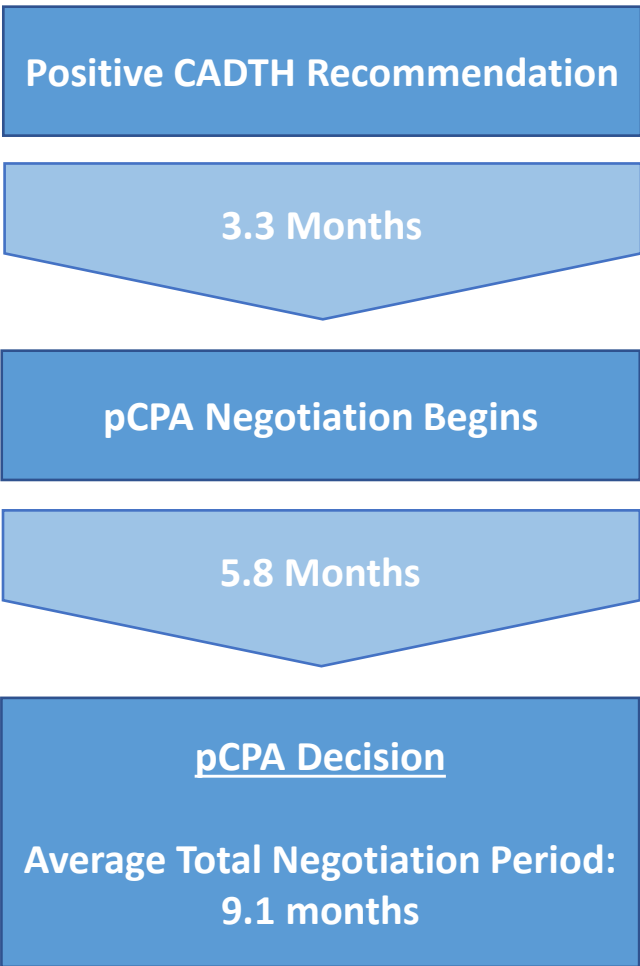 Positive CADTH Recommendation
3.3 Months
pCPA Negotiation Begins
5.8 Months
pCPA Decision
Average Total Negotiation Period:
9.1 months